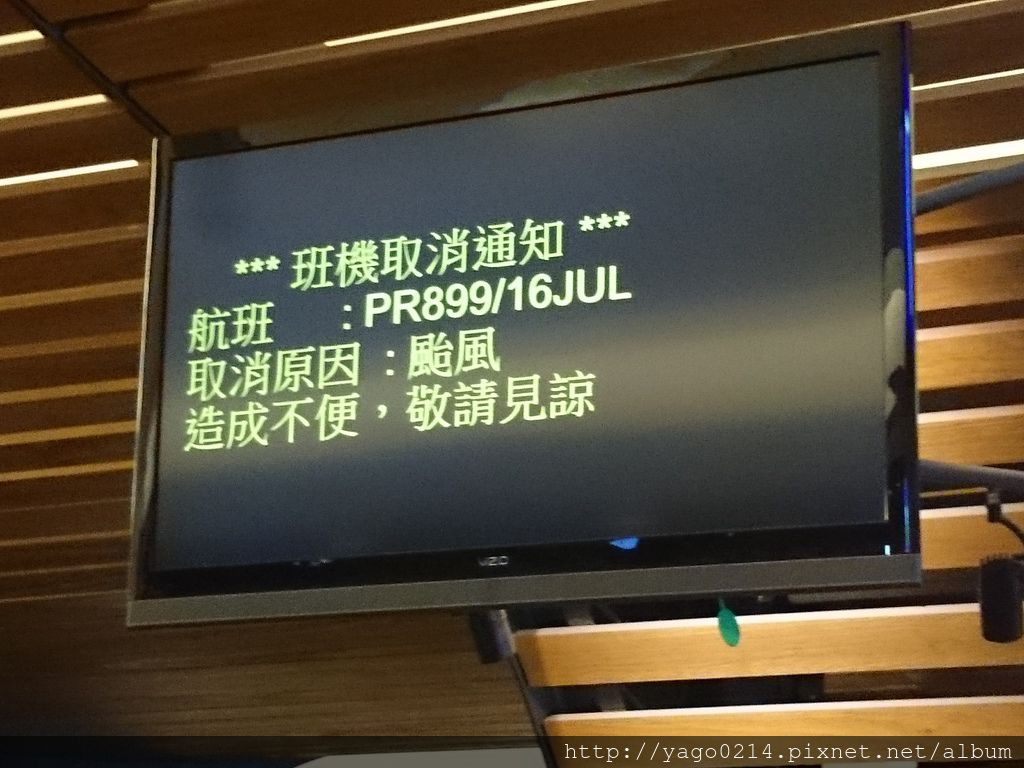 *** 班機取消通知 ***
航班 : PR899/16JUL
取消原因 : 颱風
造成不便，敬請見諒
VIZIO
http://yago0214.pixnet.net/album